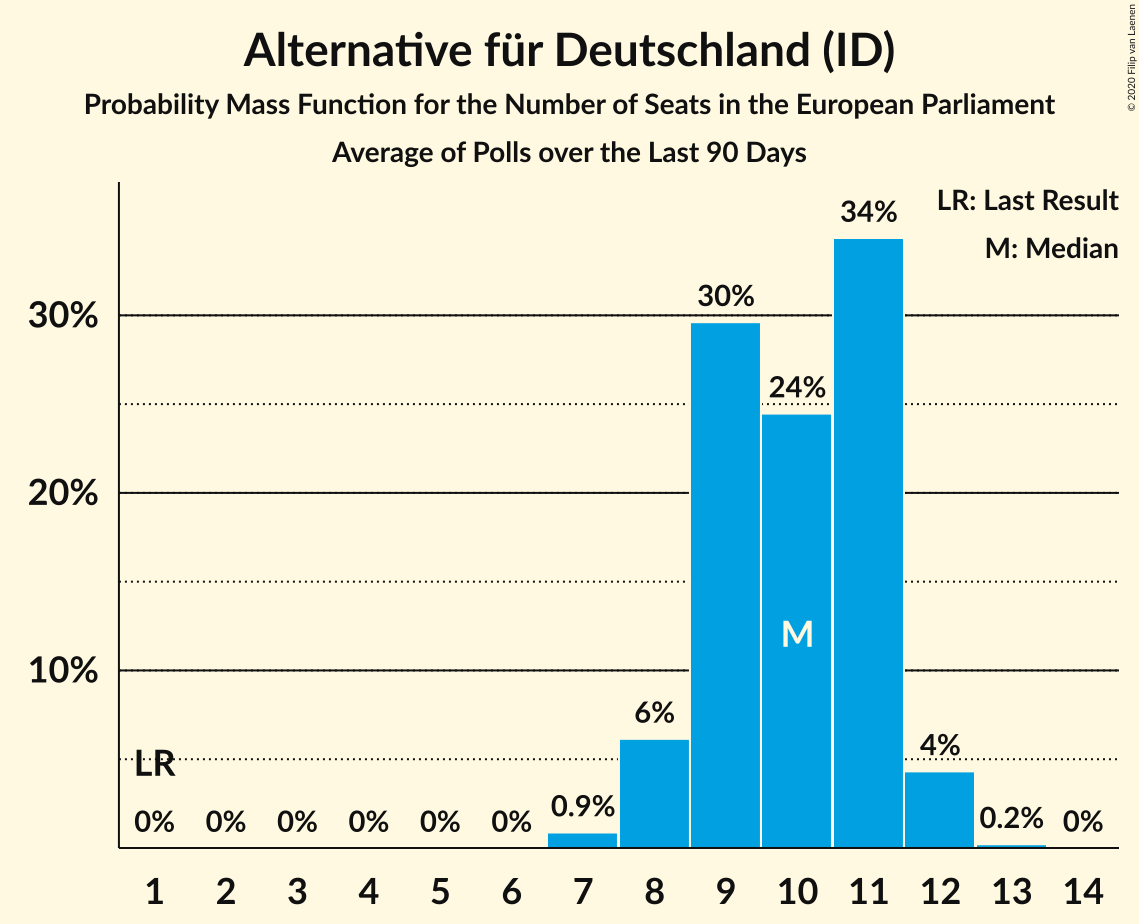 Alternative für Deutschland (ID)
Probability Mass Function for the Number of Seats in the European Parliament
Average of Polls over the Last 90 Days
© 2020 Filip van Laenen
LR: Last Result
M: Median
34%
30%
30%
24%
20%
M
10%
6%
4%
LR
0% 0% 0% 0% 0% 0% 0.9% 0.2% 0%
1 2 3 4 5 6 7 8 9 10 11 12 13 14